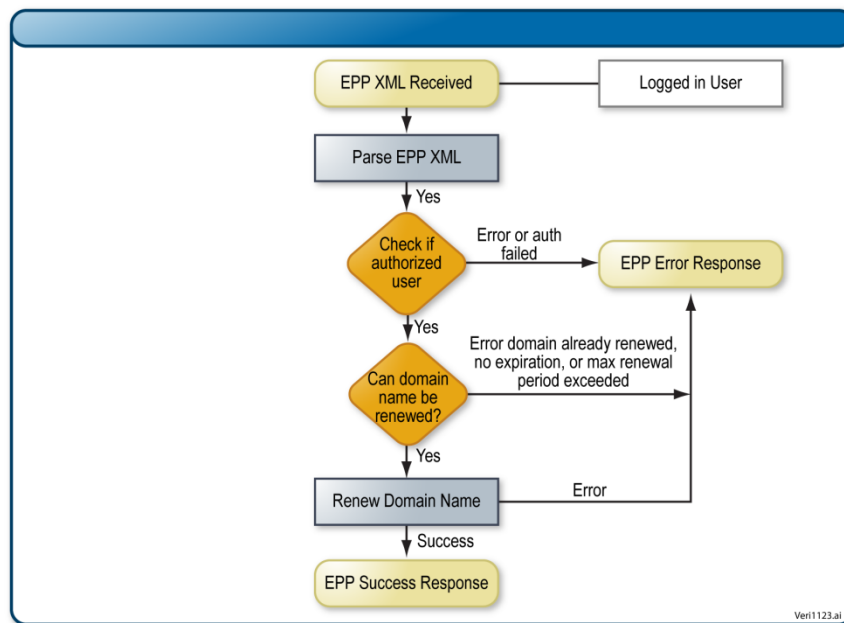 EPP XML Received
Logged in User
Parse EPP XML
Yes
Check if
authorized
user
Error or auth
failed
EPP Error Response
Yes
Error domain already renewed,
no expiration, or max renewal
period exceeded
Can domain
name be
renewed?
Yes
Renew Domain Name
Error
Success
EPP Success Response
Veri1123.ai